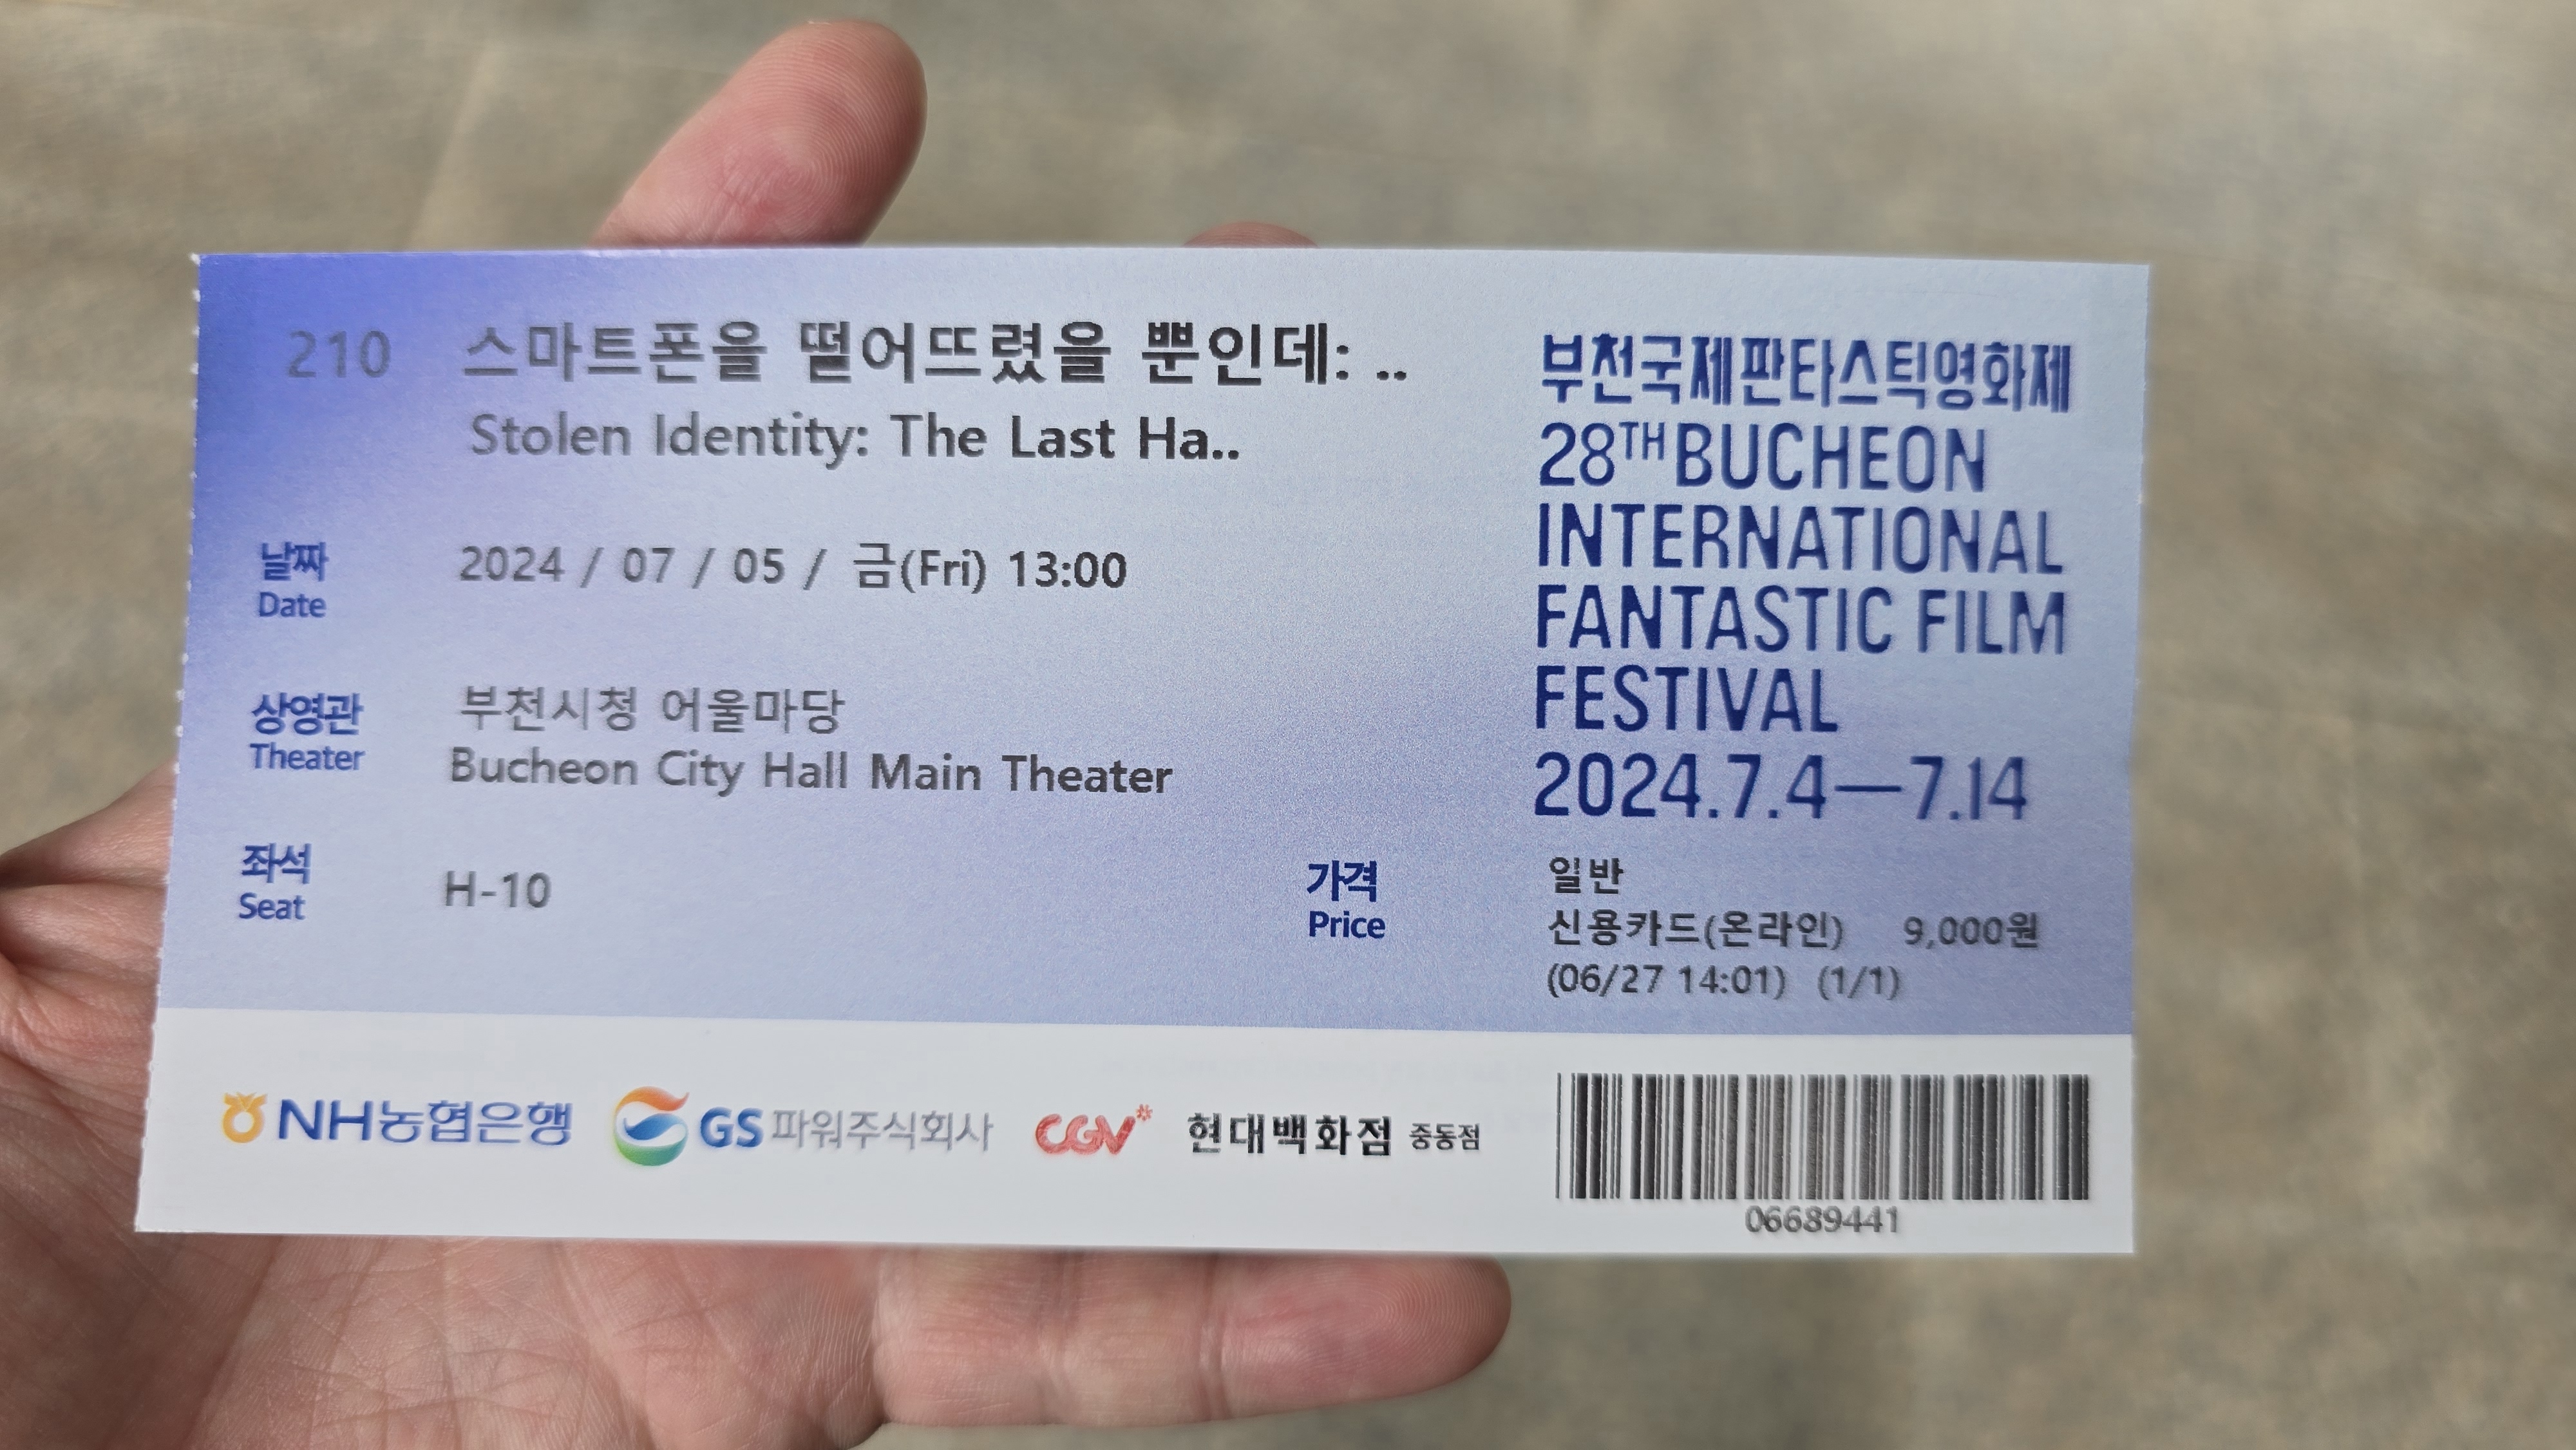 210 스마트폰을 떨어뜨렸을 뿐인데: ..
Stolen Identity: The Last Ha..
날짜
Date
2024 / 07 / 05 / 금(Fri) 13:00
상영관
Theater
부천시청 어울마당
Bucheon City Hall Main Theater
좌석
Seat
H-10
부천국제판타스틱영화제
28TH BUCHEON
INTERNATIONAL
FANTASTIC FILM
FESTIVAL
2024.7.4—7.14
가격
Price
일반
신용카드(온라인) 9,000원
(06/27 14:01) (1/1)
NH농협은행 GS파워주식회사 CGV* 현대백화점 중동점
06689441